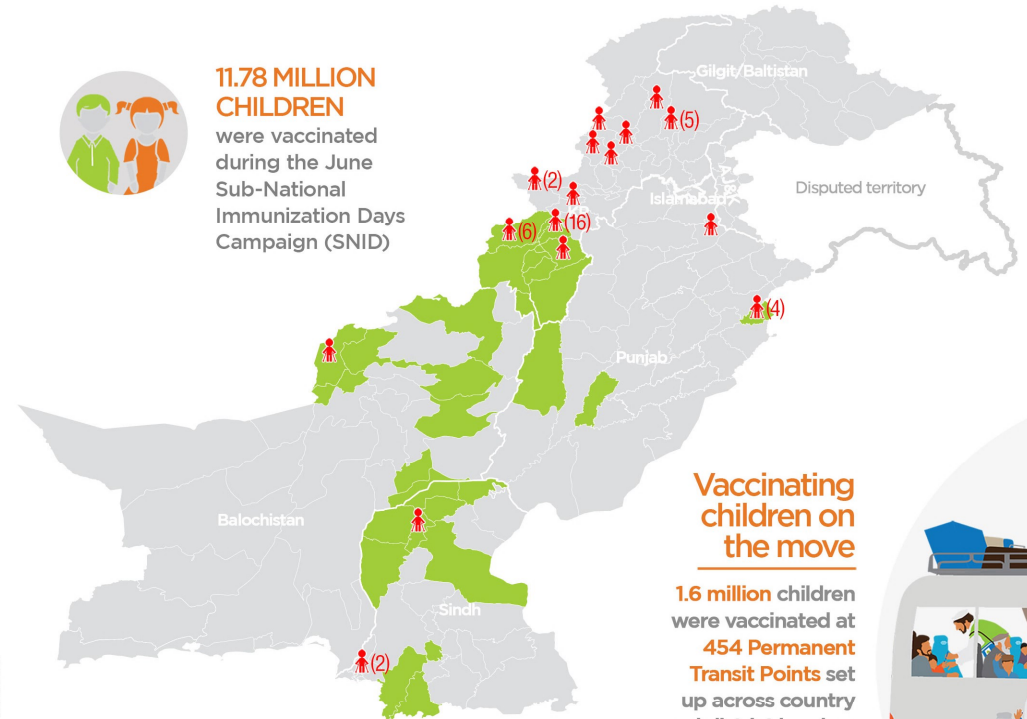 11.78 MILLION
CHILDREN
were vaccinated
during the June
Sub-National
Immunization Days
Campaign (SNID)
Gilgit/Baltistan
(5)
(2)
Islamabad
Disputed territory
(16)
(6)
(4)
Punjab
Balochistan
Sindh
(2)
Vaccinating
children on
the move
1.6 million children
were vaccinated at
454 Permanent
Transit Points set
up across country